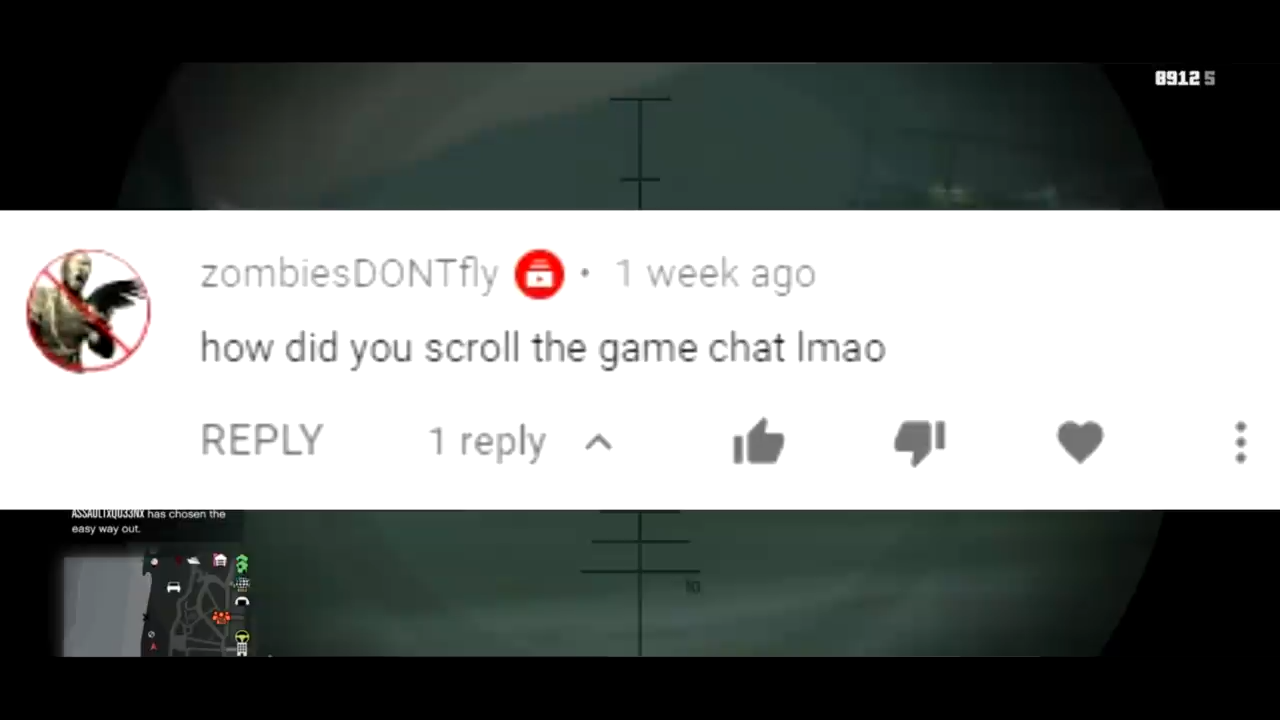 8912 5
zombiesDONTfly • 1 week ago
how did you scroll the game chat lmao
REPLY 1 reply
ASSAULTXQU33NX has chosen the
easy way out.
10